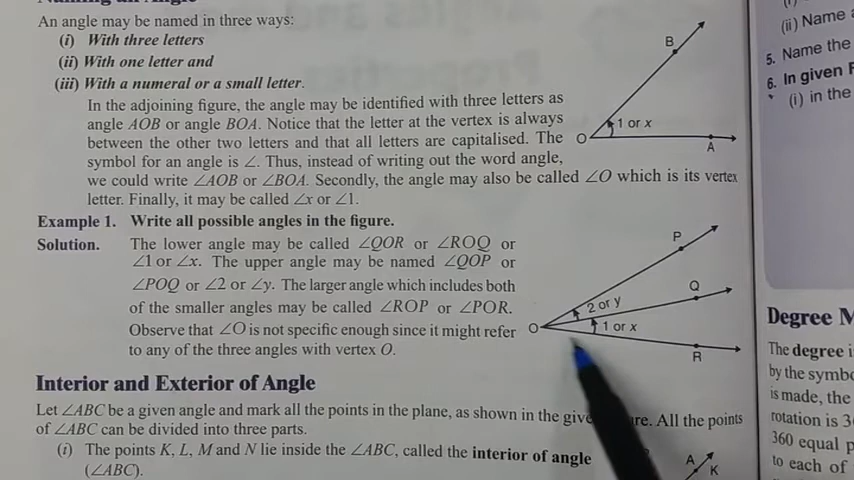 An angle may be named in three ways:
(i) With three letters
(ii) With one letter and
(iii) With a numeral or a small letter.
In the adjoining figure, the angle may be identified with three letters as
angle AOB or angle BOA. Notice that the letter at the vertex is always
between the other two letters and that all letters are capitalised. The
symbol for an angle is ∠. Thus, instead of writing out the word angle,
we could write ∠AOB or ∠BOA. Secondly, the angle may also be called ∠O which is its vertex
letter. Finally, it may be called ∠x or ∠1.
B
1 or x
O
A
Example 1. Write all possible angles in the figure.
Solution. The lower angle may be called ∠QOR or ∠ROQ or
∠1 or ∠x. The upper angle may be named ∠QOP or
∠POQ or ∠2 or ∠y. The larger angle which includes both
of the smaller angles may be called ∠ROP or ∠POR.
Observe that ∠O is not specific enough since it might refer
to any of the three angles with vertex O.
P
Q
2 or y
O
1 or x
R
Interior and Exterior of Angle
Let ∠ABC be a given angle and mark all the points in the plane, as shown in the give re. All the points
of ∠ABC can be divided into three parts.
(i) The points K, L, M and N lie inside the ∠ABC, called the interior of angle
(∠ABC).
A
K
(ii) Name
5. Name the
6. In given
(i) in the
Degree M
The degree i
by the symbo
is made, the
rotation is 3
360 equal p
to each of